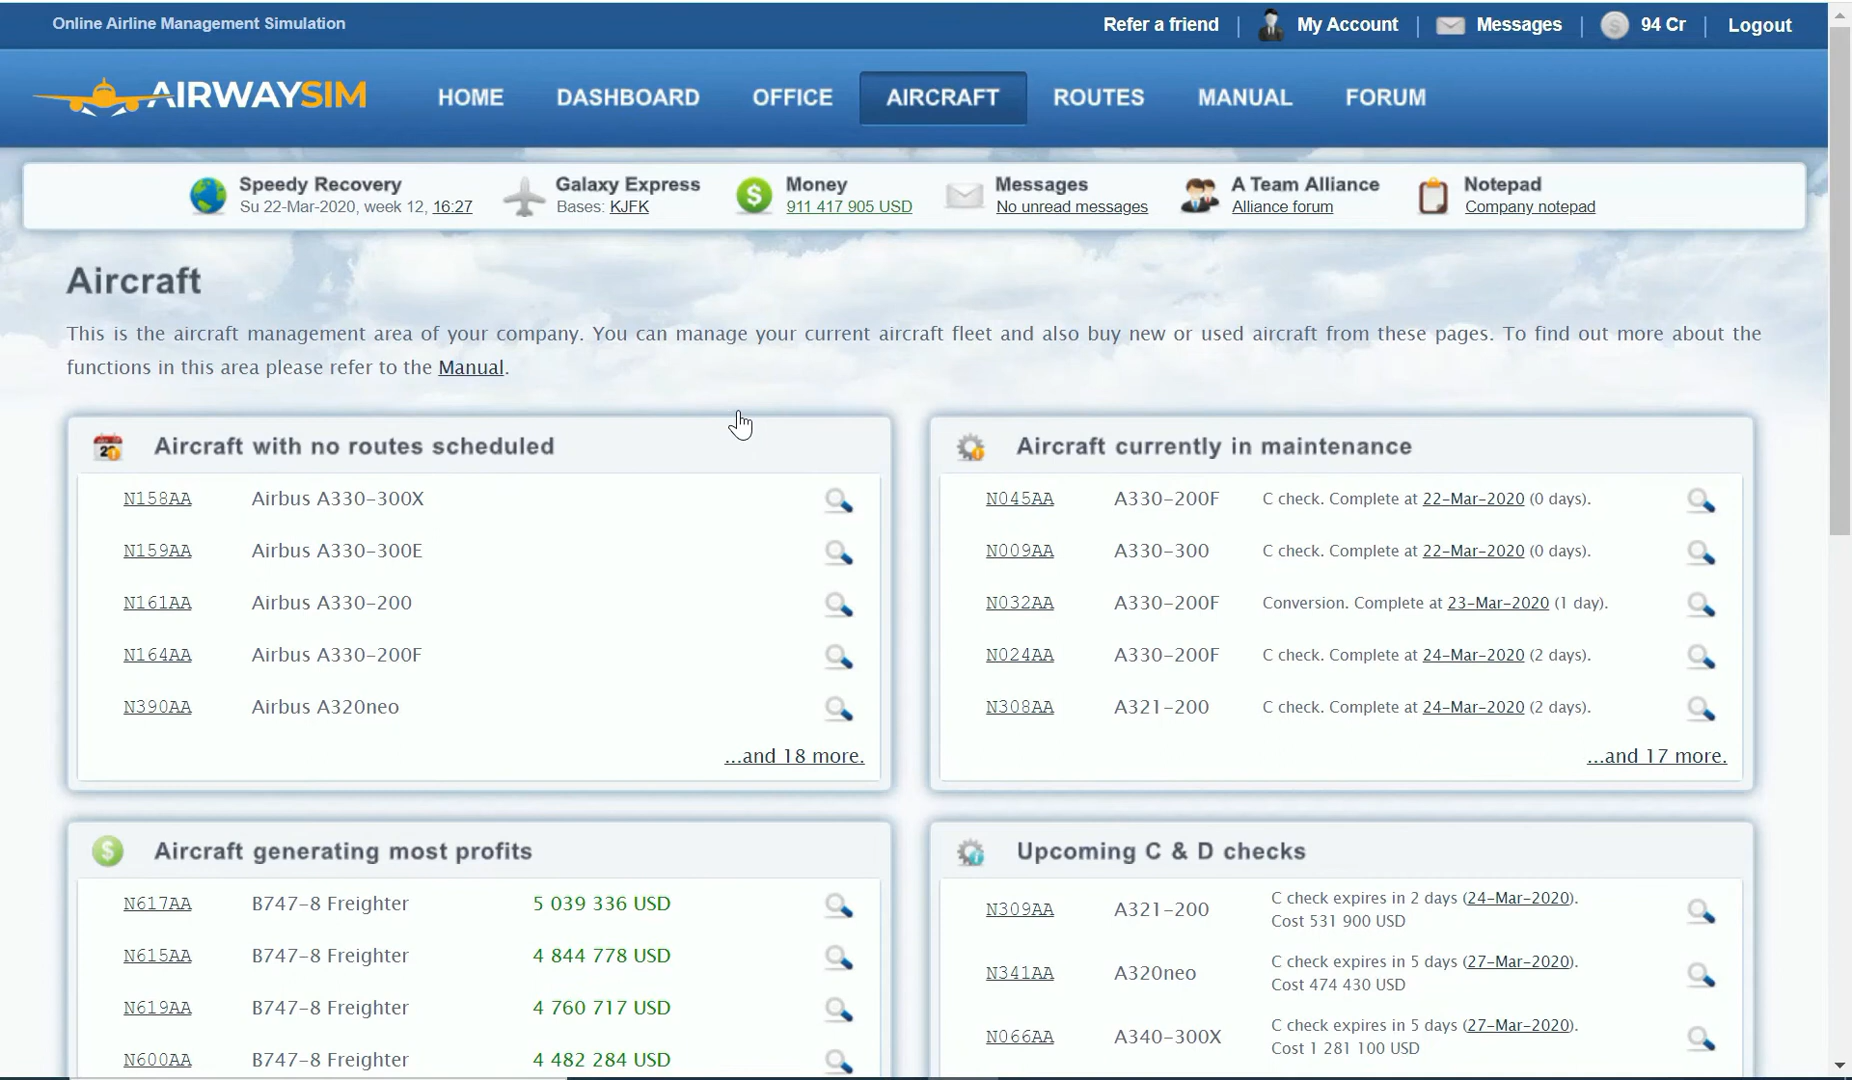 Online Airline Management Simulation
Refer a friend | My Account | Messages | 94 Cr | Logout
AIRWAYSIM
HOME DASHBOARD OFFICE AIRCRAFT ROUTES MANUAL FORUM
Speedy Recovery
Su 22-Mar-2020, week 12, 16:27
Galaxy Express
Bases: KJFK
Money
911 417 905 USD
Messages
No unread messages
A Team Alliance
Alliance forum
Notepad
Company notepad
Aircraft
This is the aircraft management area of your company. You can manage your current aircraft fleet and also buy new or used aircraft from these pages. To find out more about the
functions in this area please refer to the Manual.
Aircraft with no routes scheduled
N158AA Airbus A330-300X
N159AA Airbus A330-300E
N161AA Airbus A330-200
N164AA Airbus A330-200F
N390AA Airbus A320neo
...and 18 more.
Aircraft currently in maintenance
N045AA A330-200F C check. Complete at 22-Mar-2020 (0 days).
N009AA A330-300 C check. Complete at 22-Mar-2020 (0 days).
N032AA A330-200F Conversion. Complete at 23-Mar-2020 (1 day).
N024AA A330-200F C check. Complete at 24-Mar-2020 (2 days).
N308AA A321-200 C check. Complete at 24-Mar-2020 (2 days).
...and 17 more.
Aircraft generating most profits
N617AA B747-8 Freighter 5 039 336 USD
N615AA B747-8 Freighter 4 844 778 USD
N619AA B747-8 Freighter 4 760 717 USD
N600AA B747-8 Freighter 4 482 284 USD
Upcoming C & D checks
N309AA A321-200 C check expires in 2 days (24-Mar-2020).
Cost 531 900 USD
N341AA A320neo C check expires in 5 days (27-Mar-2020).
Cost 474 430 USD
N066AA A340-300X C check expires in 5 days (27-Mar-2020).
Cost 1 281 100 USD